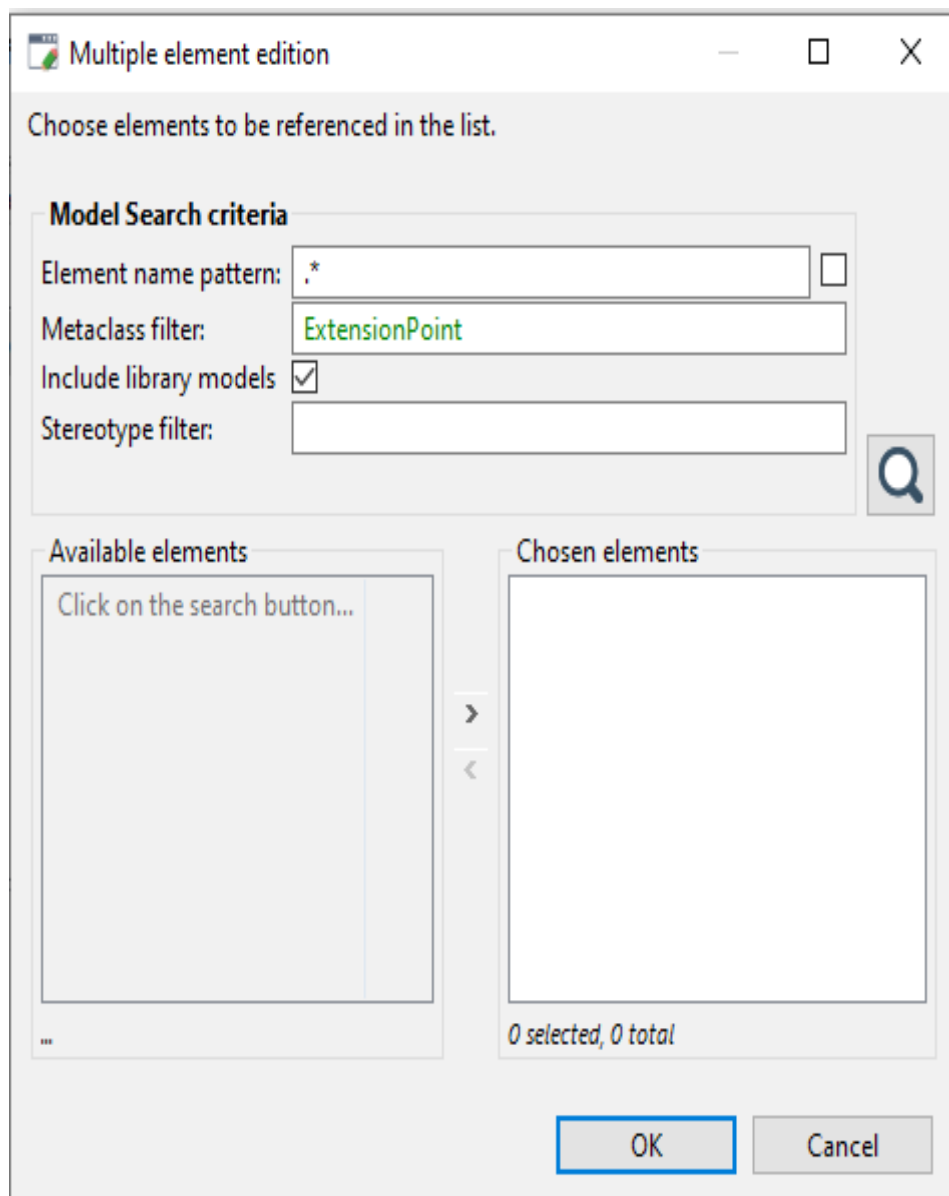 Multiple element edition
Choose elements to be referenced in the list.
Model Search criteria
Element name pattern: .*
Metaclass filter: ExtensionPoint
Include library models
Stereotype filter:
Available elements
Click on the search button...
...
Chosen elements
0 selected, 0 total
OK
Cancel